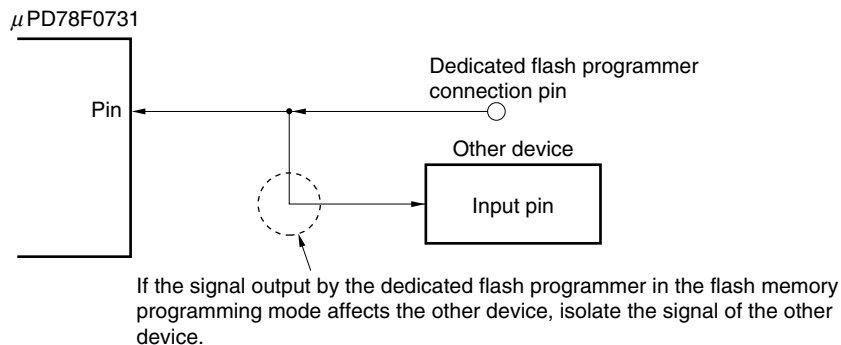 μPD78F0731
Dedicated flash programmer
connection pin
Pin
Other device
Input pin
If the signal output by the dedicated flash programmer in the flash memory
programming mode affects the other device, isolate the signal of the other
device.